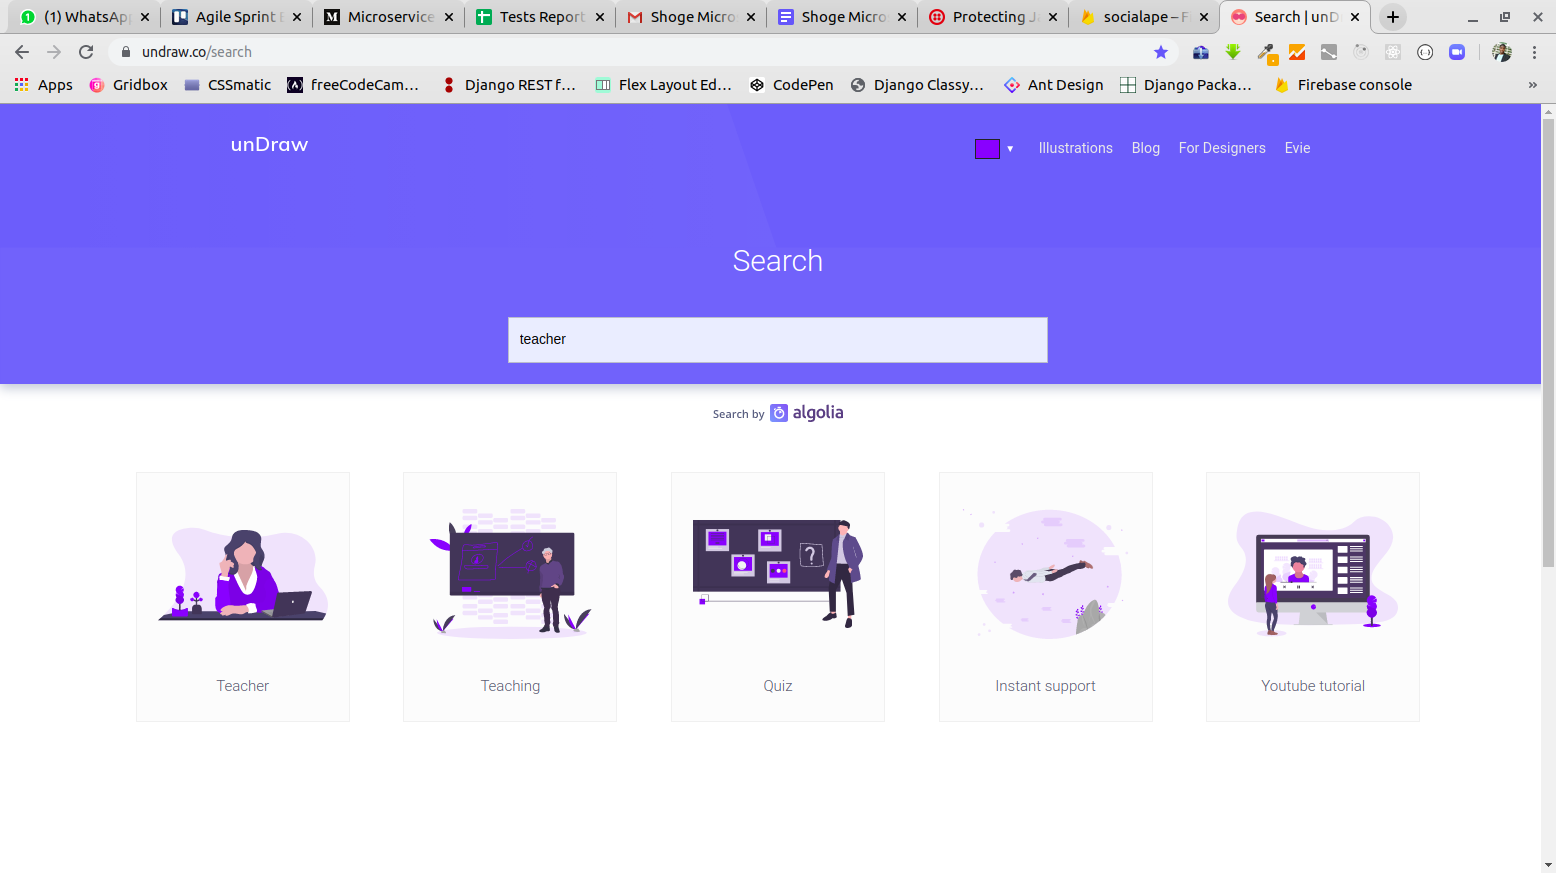 (1) WhatsApp
Agile Sprint
Microservice
Tests Report
Shoge Micros
Shoge Micro
Protecting J
socialape – F
Search | unD
undraw.co/search
Apps
Gridbox
CSSmatic
freeCodeCam…
Django REST f…
Flex Layout Ed…
CodePen
Django Classy…
Ant Design
Django Packa…
Firebase console
»
unDraw
Illustrations
Blog
For Designers
Evie
Search
teacher
Search by algolia
?
Teacher
Teaching
Quiz
Instant support
Youtube tutorial